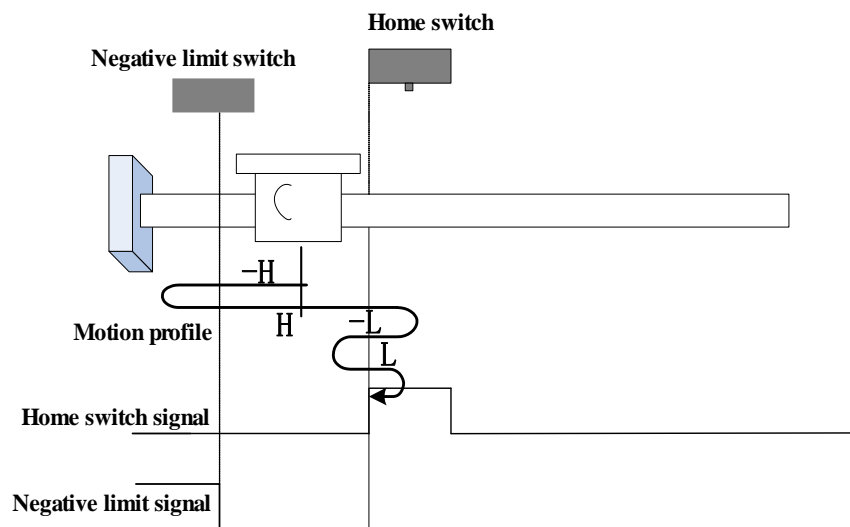 Home switch
Negative limit switch
-H
H
-L
Motion profile
L
Home switch signal
Negative limit signal